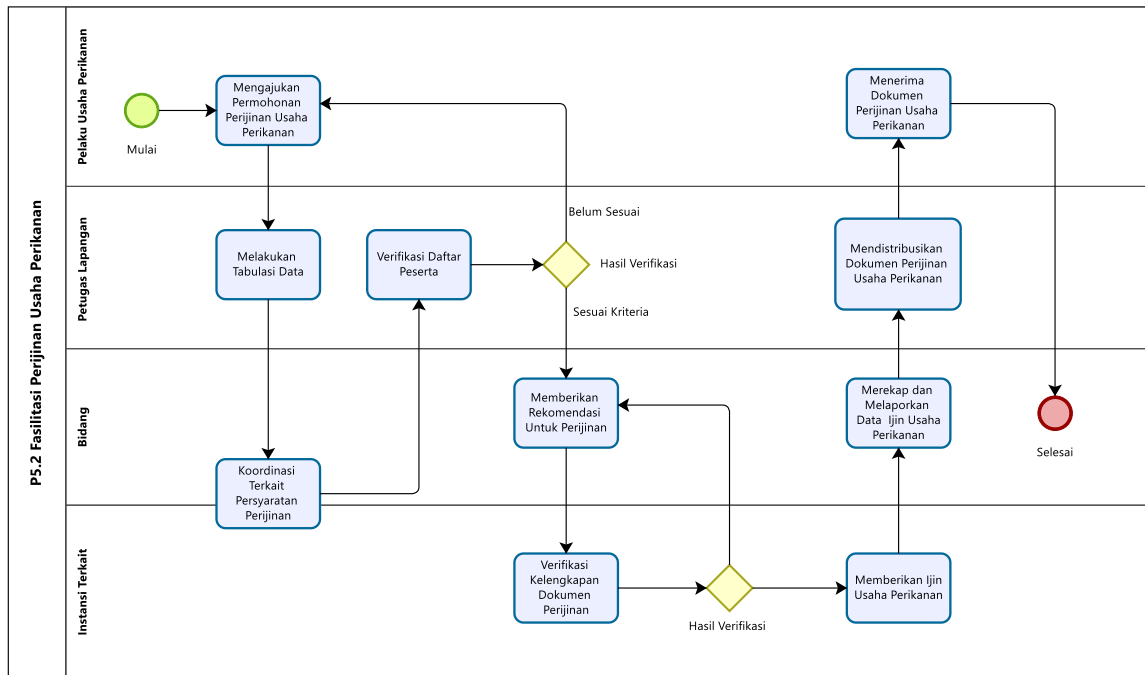 P5.2 Fasilitasi Perijinan Usaha Perikanan
Pelaku Usaha Perikanan
Mulai
Mengajukan
Permohonan
Perijinan Usaha
Perikanan
Menerima
Dokumen
Perijinan Usaha
Perikanan
Petugas Lapangan
Melakukan
Tabulasi Data
Verifikasi Daftar
Peserta
Belum Sesuai
Hasil Verifikasi
Sesuai Kriteria
Mendistribusikan
Dokumen Perijinan
Usaha Perikanan
Bidang
Koordinasi
Terkait
Persyaratan
Perijinan
Memberikan
Rekomendasi
Untuk Perijinan
Merekap dan
Melaporkan
Data Ijin Usaha
Perikanan
Selesai
Instansi Terkait
Verifikasi
Kelengkapan
Dokumen
Perijinan
Hasil Verifikasi
Memberikan Ijin
Usaha Perikanan